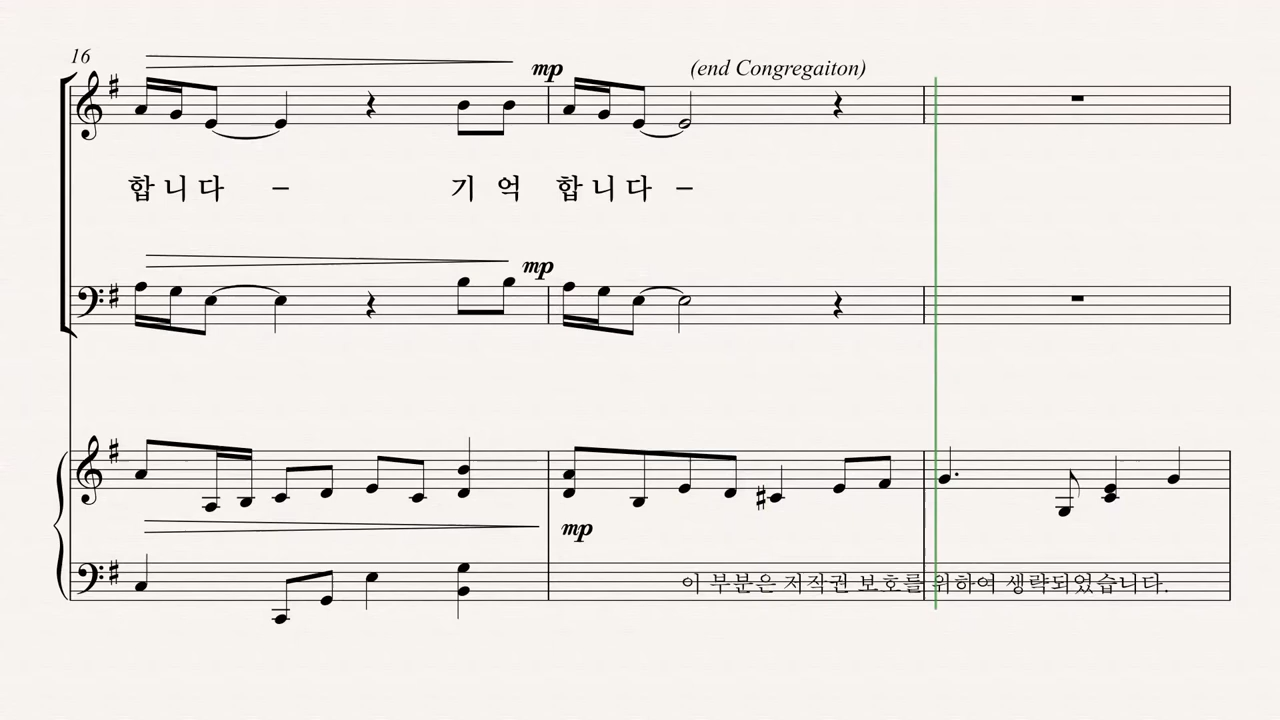 16
mp
(end Congregaiton)
합니다 – 기억 합니다 –
mp
mp
이 부분은 저작권 보호를 위하여 생략되었습니다.